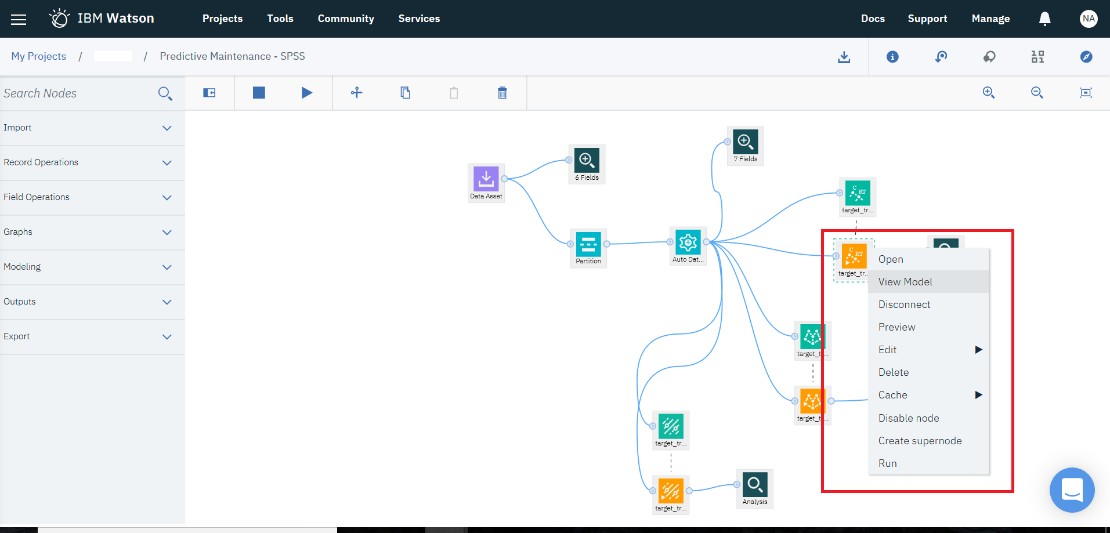 IBM Watson
Projects
Tools
Community
Services
Docs
Support
Manage
NA
My Projects / / Predictive Maintenance - SPSS
Search Nodes
Import
Record Operations
Field Operations
Graphs
Modeling
Outputs
Export
7 Fields
6 Fields
Data Asset
target_tr...
Partition
Auto Dat...
target_tr...
Open
View Model
Disconnect
Preview
Edit
Delete
Cache
Disable node
Create supernode
Run
target_tr...
target_tr...
target_tr...
target_tr...
Analysis